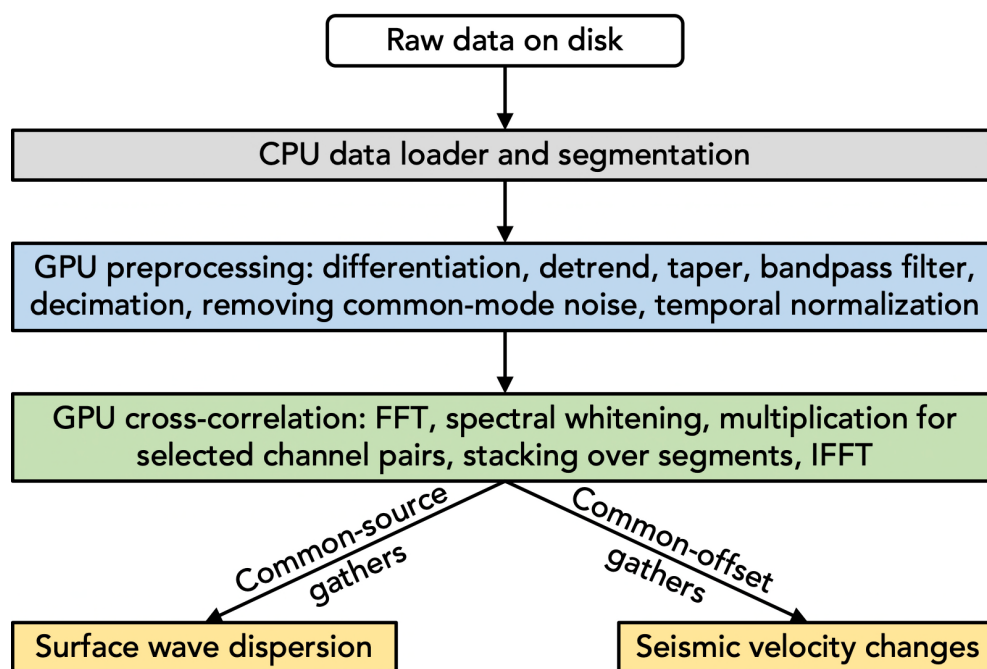 Raw data on disk
CPU data loader and segmentation
GPU preprocessing: differentiation, detrend, taper, bandpass filter,
decimation, removing common-mode noise, temporal normalization
GPU cross-correlation: FFT, spectral whitening, multiplication for
selected channel pairs, stacking over segments, IFFT
Common-source
gathers
Common-offset
gathers
Surface wave dispersion
Seismic velocity changes